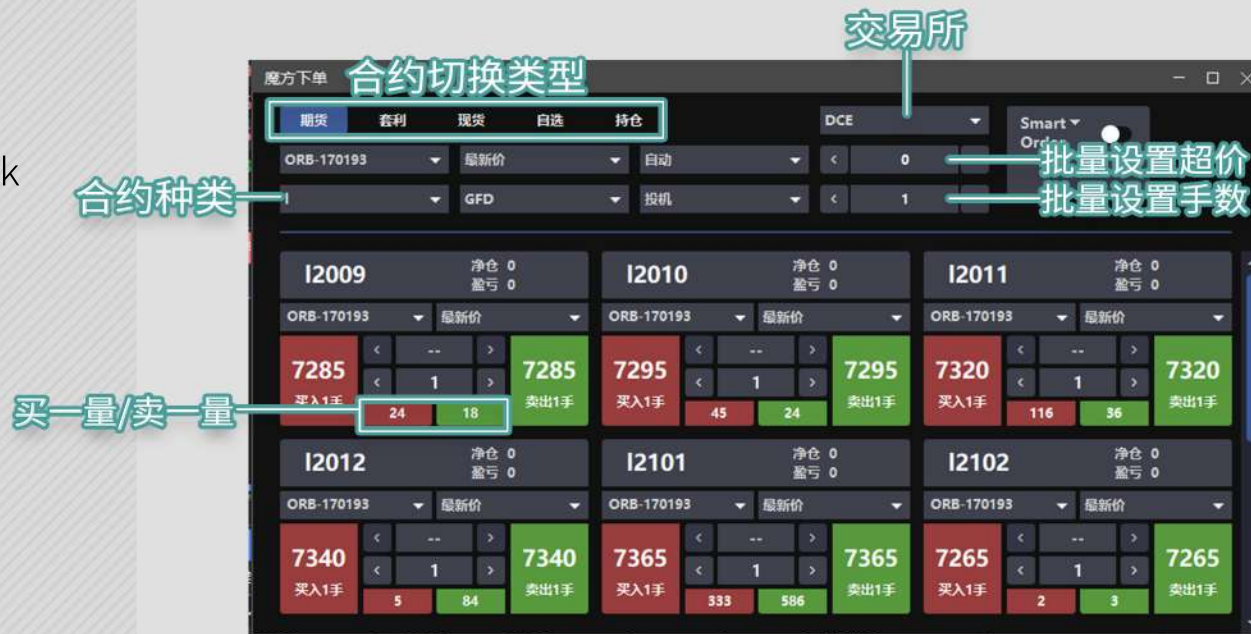 交易所
魔方下单
合约切换类型
期货 套利 现货 自选 持仓 DCE Smart Order
ORB-170193 最新价 自动 < 0 批量设置超价
k
合约种类 l GFD 投机 < 1 批量设置手数
l2009 净仓 0 盈亏 0
l2010 净仓 0 盈亏 0
l2011 净仓 0 盈亏 0
ORB-170193 最新价 ORB-170193 最新价 ORB-170193 最新价
7285 买入1手 < -- > < 1 > 24 18 7285 卖出1手
7295 买入1手 < -- > < 1 > 45 24 7295 卖出1手
7320 买入1手 < -- > < 1 > 116 36 7320 卖出1手
买一量/卖一量
l2012 净仓 0 盈亏 0
l2101 净仓 0 盈亏 0
l2102 净仓 0 盈亏 0
ORB-170193 最新价 ORB-170193 最新价 ORB-170193 最新价
7340 买入1手 < -- > < 1 > 5 84 7340 卖出1手
7365 买入1手 < -- > < 1 > 333 586 7365 卖出1手
7265 买入1手 < -- > < 1 > 2 3 7265 卖出1手